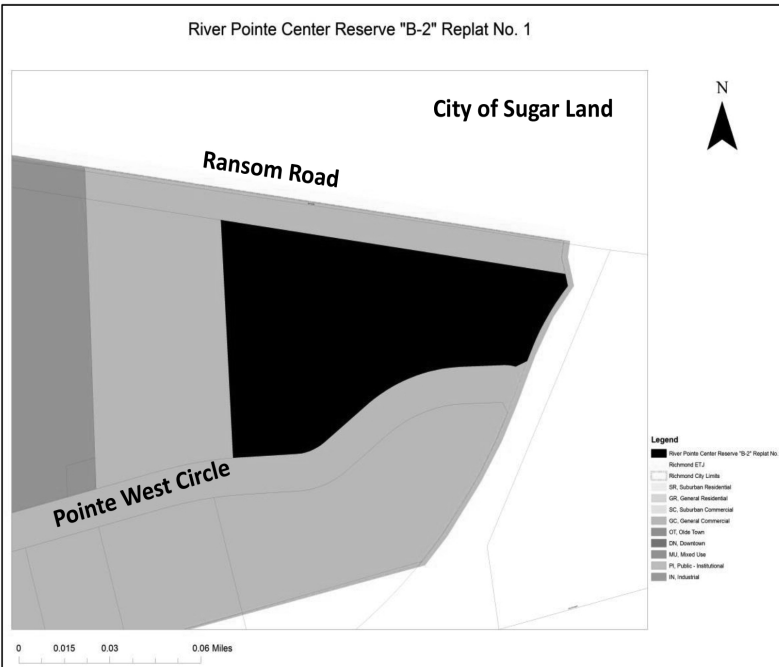 River Pointe Center Reserve "B-2" Replat No. 1
N
City of Sugar Land
Ransom Road
Pointe West Circle
Legend
River Pointe Center Reserve "B-2" Replat No.
Richmond ETJ
Richmond City Limits
SR, Suburban Residential
GR, General Residential
SC, Suburban Commercial
GC, General Commercial
OT, Olde Town
DN, Downtown
MU, Mixed Use
PI, Public - Institutional
IN, Industrial
0 0.015 0.03 0.06 Miles